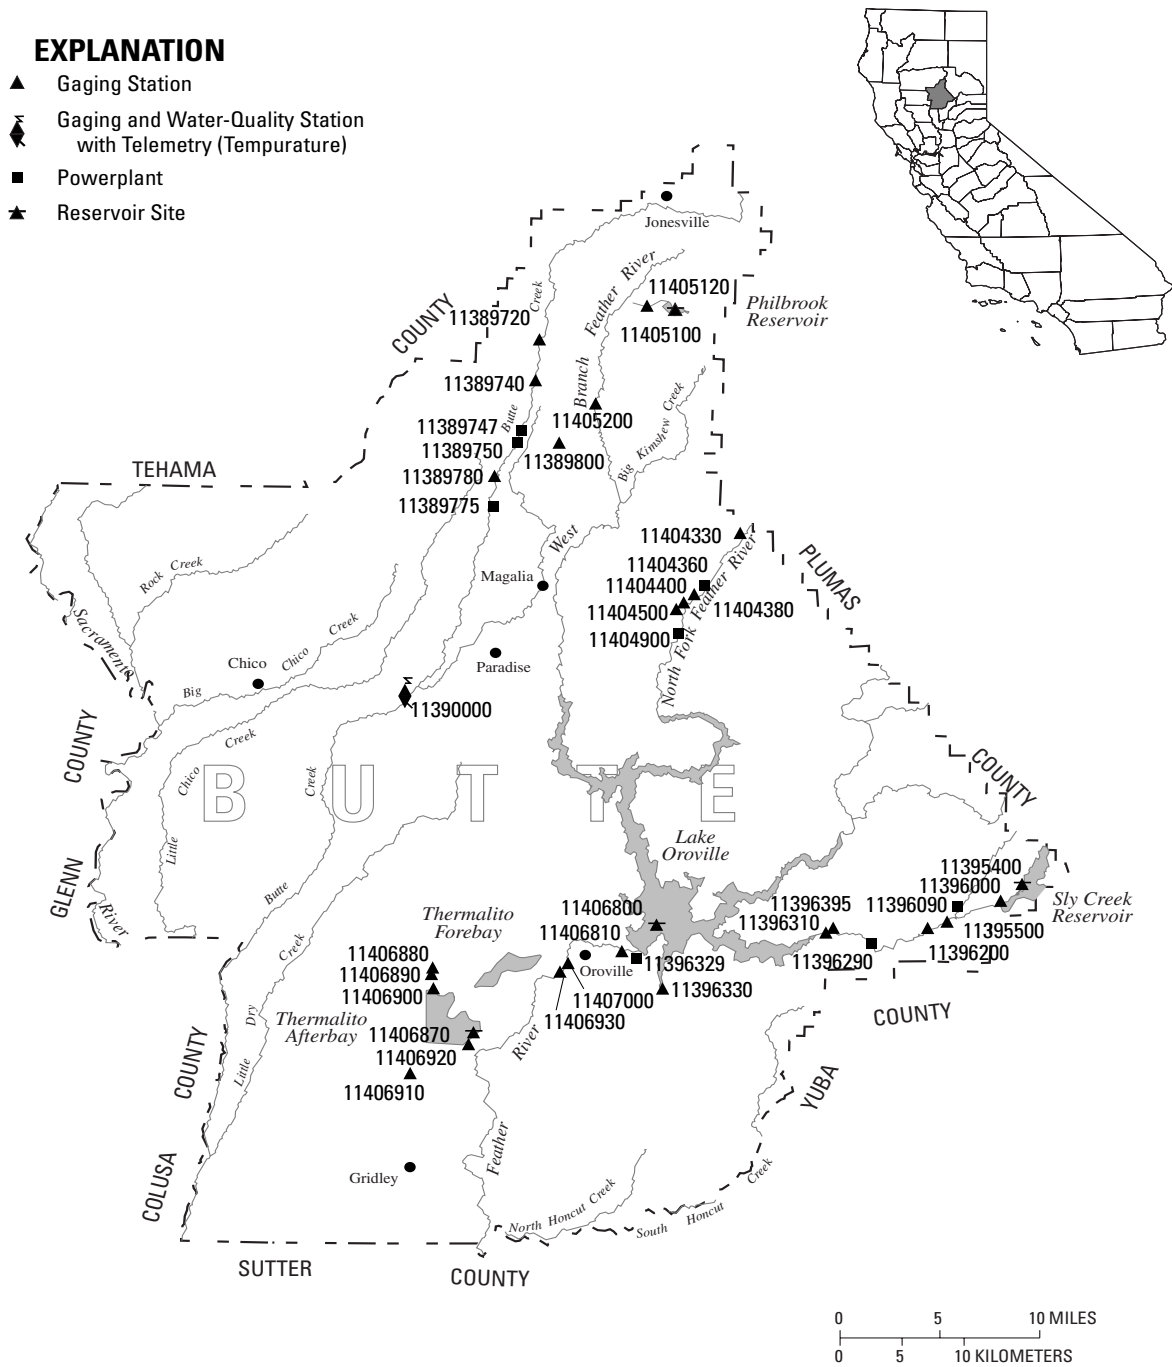 EXPLANATION
Gaging Station
Gaging and Water-Quality Station
with Telemetry (Tempurature)
Powerplant
Reservoir Site
Jonesville
Feather River
11405120
Philbrook
Reservoir
11405100
COUNTY
Creek
11389720
11389740
Branch
11405200
Butte
11389747
11389750
11389800
11389780
11389775
Big Kimshew Creek
TEHAMA
Rock Creek
West
11404330
PLUMAS
11404360
11404400
11404380
11404500
11404900
North Fork Feather River
Magalia
Paradise
Sacramento
Chico
Big Chico Creek
11390000
COUNTY
Little Chico Creek
BUTTE
Butte Creek
Lake
Oroville
COUNTY
GLENN
River
11395400
11396000
Sly Creek
Reservoir
11396090
11395500
11396200
11396395
11396310
11396290
Thermalito
Forebay
11406800
11406810
Oroville
11396329
11396330
11407000
11406930
11406880
11406890
11406900
Thermalito
Afterbay
11406870
11406920
11406910
River
Little Dry Creek
COUNTY
COUNTY
YUBA
Feather
COLUSA
Gridley
North Honcut Creek
South Honcut Creek
SUTTER
COUNTY
0 5 10 MILES
0 5 10 KILOMETERS